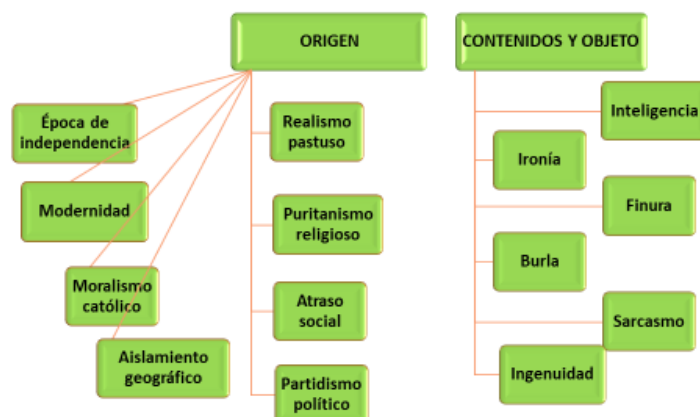 ORIGEN
Época de
independencia
Modernidad
Moralismo
católico
Aislamiento
geográfico
Realismo
pastuso
Puritanismo
religioso
Atraso
social
Partidismo
político
CONTENIDOS Y OBJETO
Inteligencia
Ironía
Finura
Burla
Sarcasmo
Ingenuidad